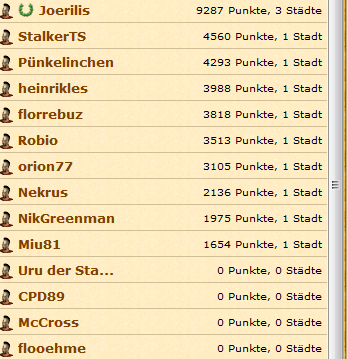 Joerilis 9287 Punkte, 3 Städte
StalkerTS 4560 Punkte, 1 Stadt
Pünkelinchen 4293 Punkte, 1 Stadt
heinrikles 3988 Punkte, 1 Stadt
florrebuz 3818 Punkte, 1 Stadt
Robio 3513 Punkte, 1 Stadt
orion77 3105 Punkte, 1 Stadt
Nekrus 2136 Punkte, 1 Stadt
NikGreenman 1975 Punkte, 1 Stadt
Miu81 1654 Punkte, 1 Stadt
Uru der Sta... 0 Punkte, 0 Städte
CPD89 0 Punkte, 0 Städte
McCross 0 Punkte, 0 Städte
flooehme 0 Punkte, 0 Städte